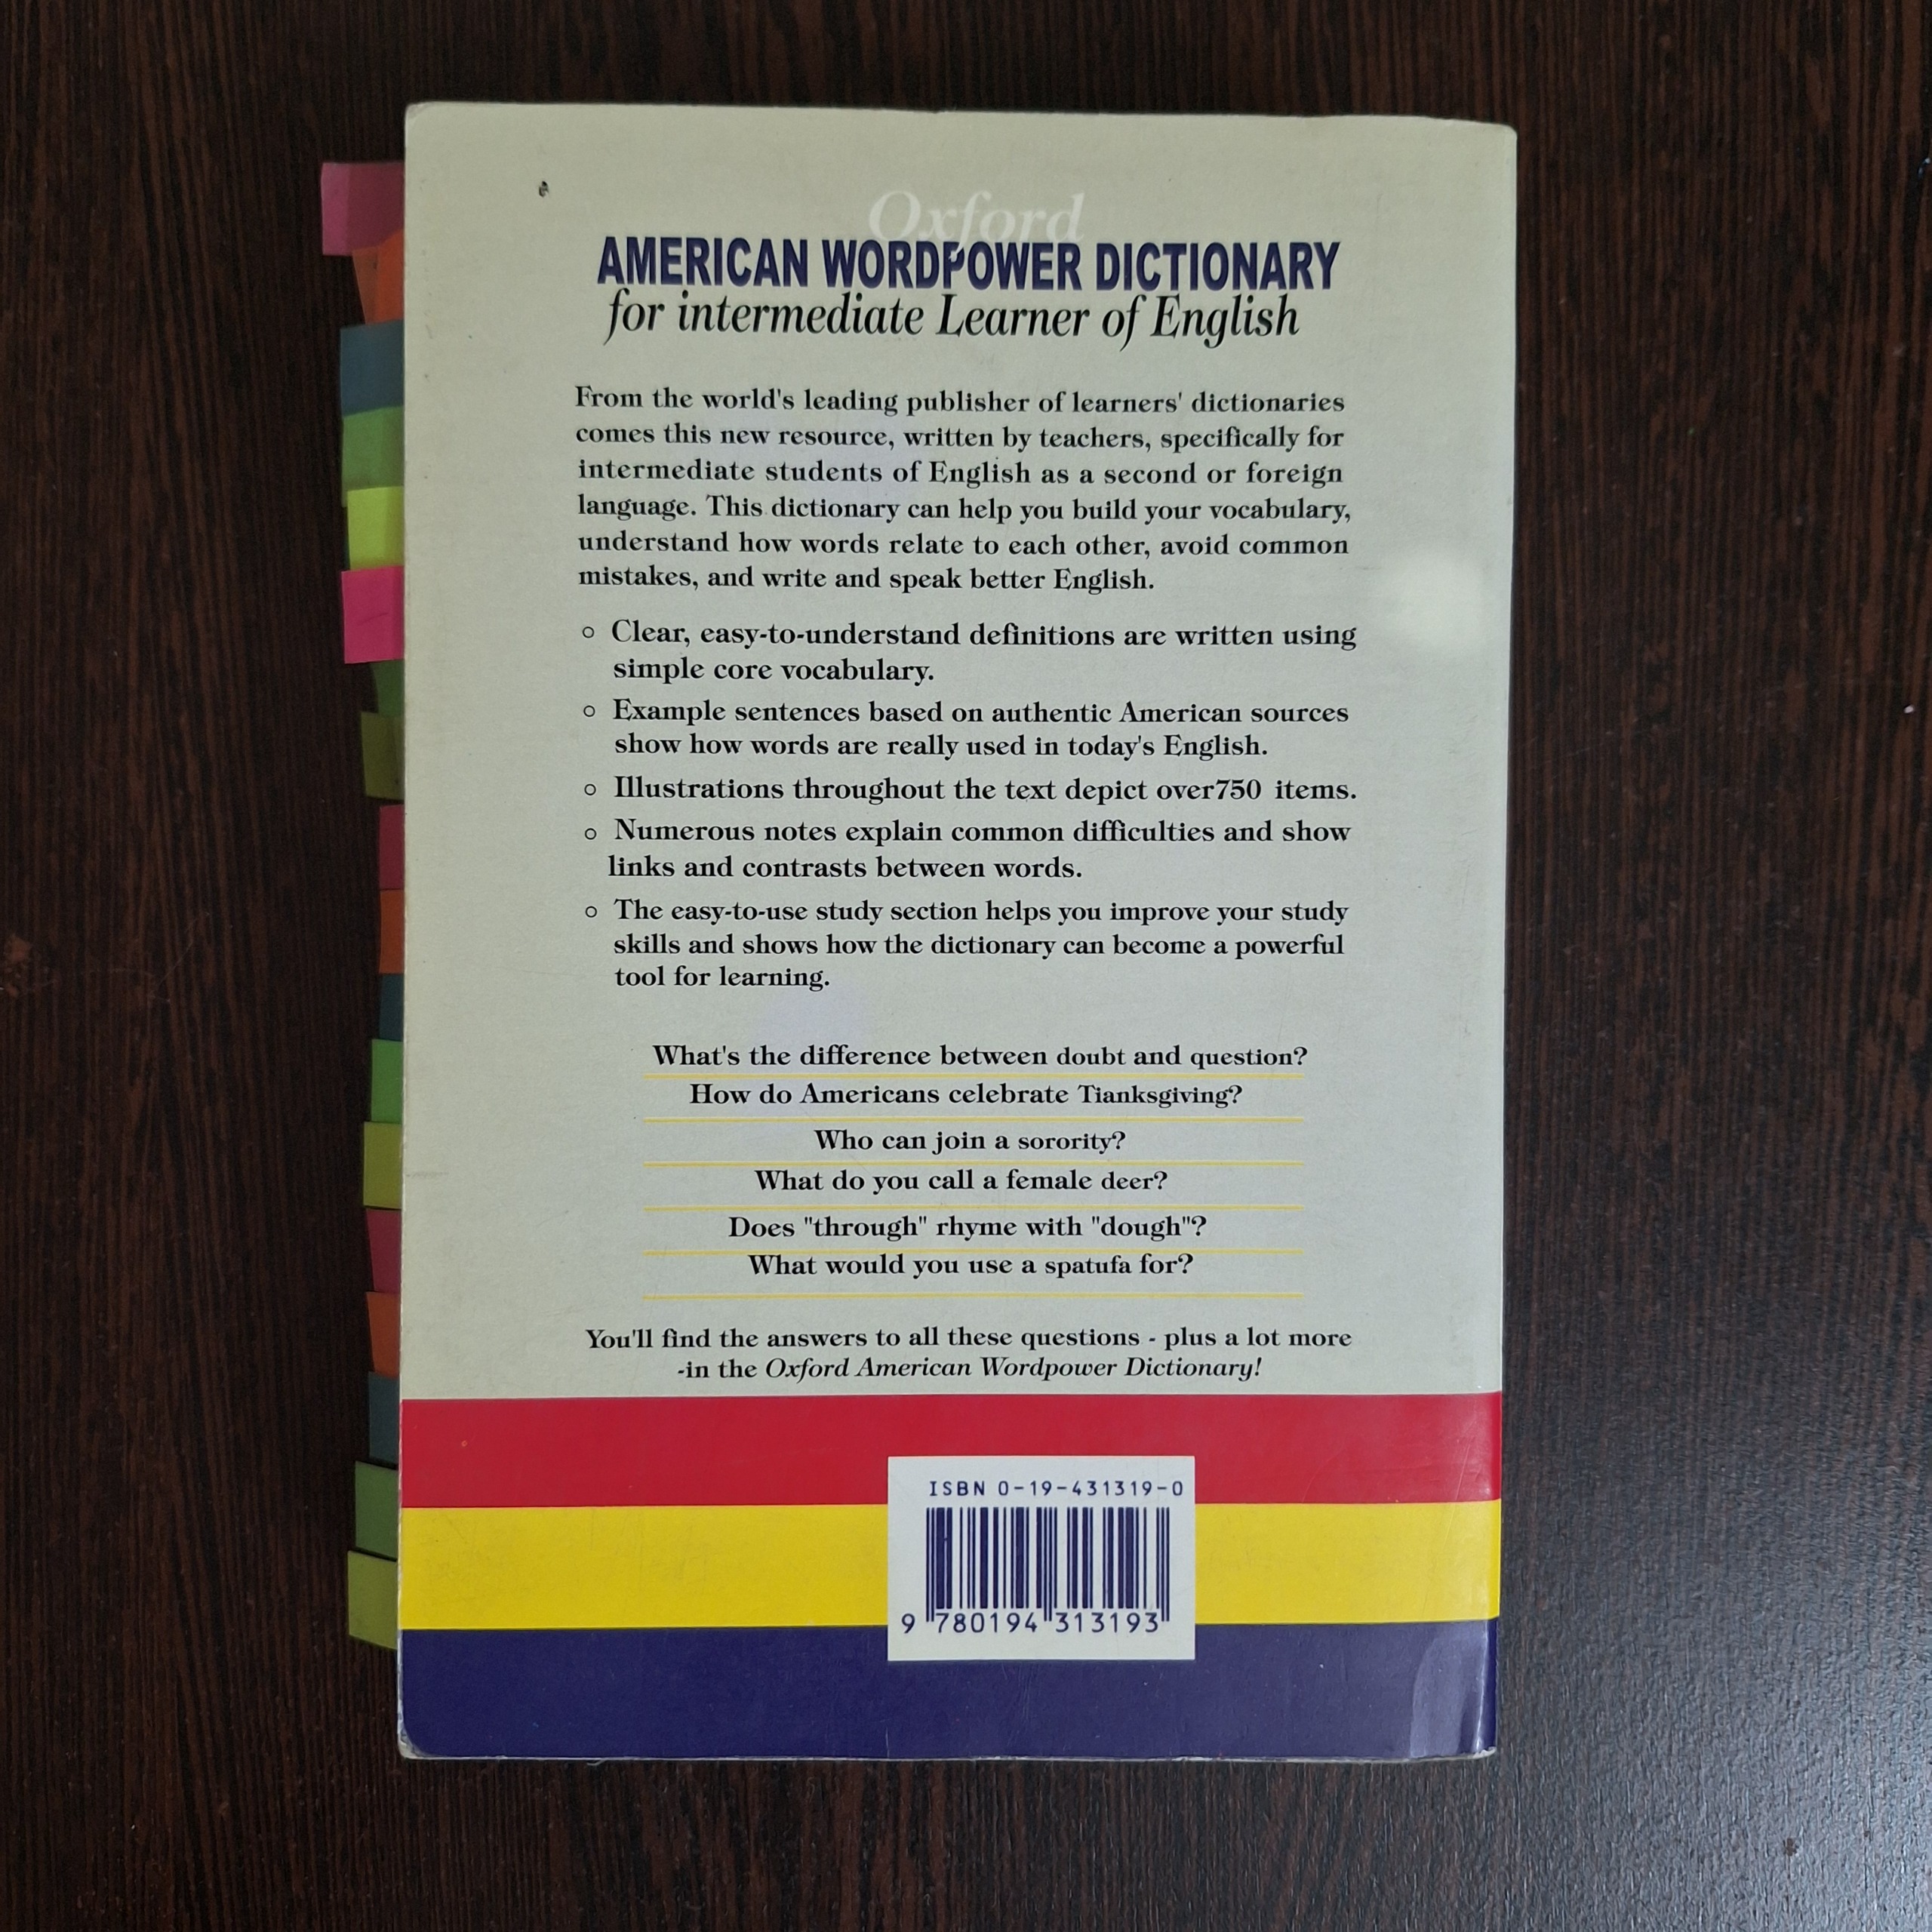 Oxford
AMERICAN WORDPOWER DICTIONARY
for intermediate Learner of English
From the world's leading publisher of learners' dictionaries
comes this new resource, written by teachers, specifically for
intermediate students of English as a second or foreign
language. This dictionary can help you build your vocabulary,
understand how words relate to each other, avoid common
mistakes, and write and speak better English.
○ Clear, easy-to-understand definitions are written using
simple core vocabulary.
○ Example sentences based on authentic American sources
show how words are really used in today's English.
○ Illustrations throughout the text depict over750 items.
○ Numerous notes explain common difficulties and show
links and contrasts between words.
○ The easy-to-use study section helps you improve your study
skills and shows how the dictionary can become a powerful
tool for learning.
What's the difference between doubt and question?
How do Americans celebrate Tianksgiving?
Who can join a sorority?
What do you call a female deer?
Does "through" rhyme with "dough"?
What would you use a spatufa for?
You'll find the answers to all these questions - plus a lot more
-in the Oxford American Wordpower Dictionary!
ISBN 0-19-431319-0
9 780194 313193